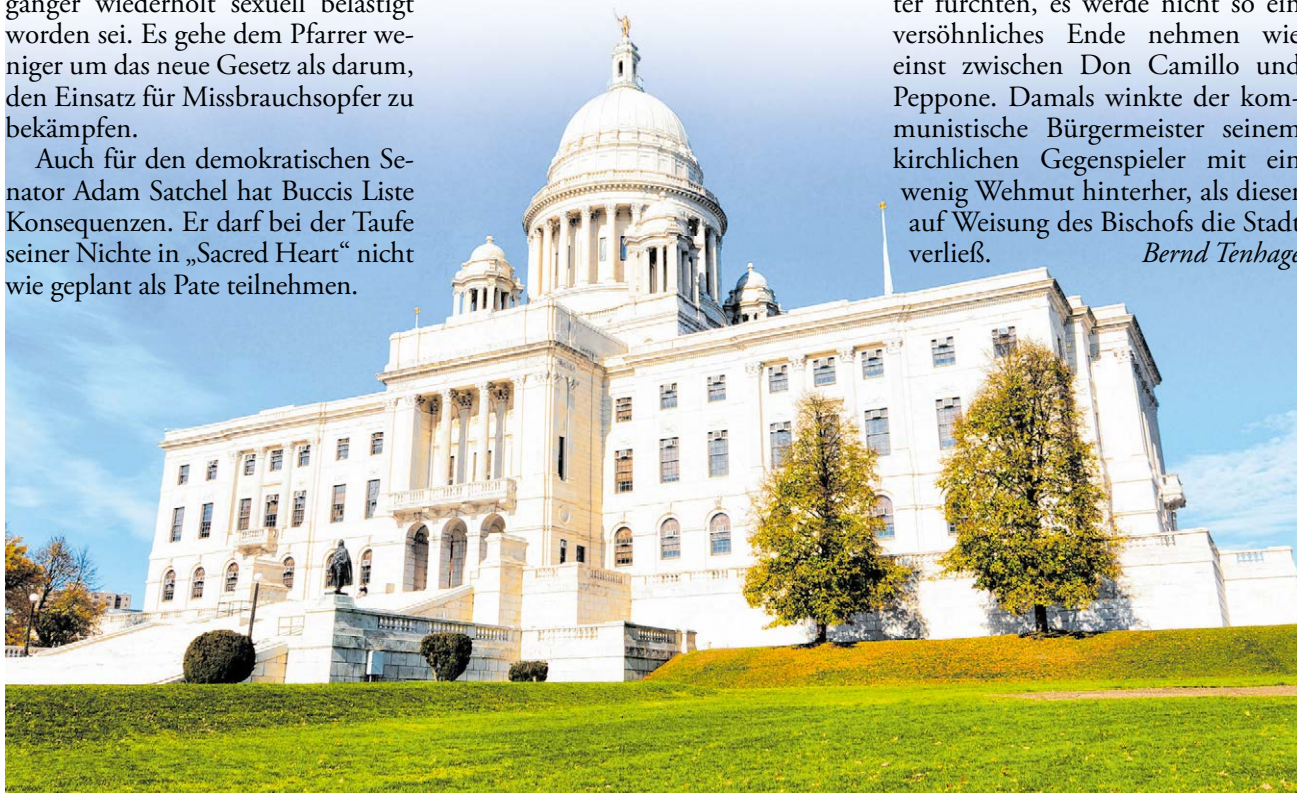 gänger wiederholt sexuell belästigt
worden sei. Es gehe dem Pfarrer we-
niger um das neue Gesetz als darum,
den Einsatz für Missbrauchsopfer zu
bekämpfen.
Auch für den demokratischen Se-
nator Adam Satchel hat Buccis Liste
Konsequenzen. Er darf bei der Taufe
seiner Nichte in „Sacred Heart“ nicht
wie geplant als Pate teilnehmen.
ter fürchten, es werde nicht so ein
versöhnliches Ende nehmen wie
einst zwischen Don Camillo und
Peppone. Damals winkte der kom-
munistische Bürgermeister seinem
kirchlichen Gegenspieler mit ein
wenig Wehmut hinterher, als dieser
auf Weisung des Bischofs die Stadt
verließ. Bernd Tenhage